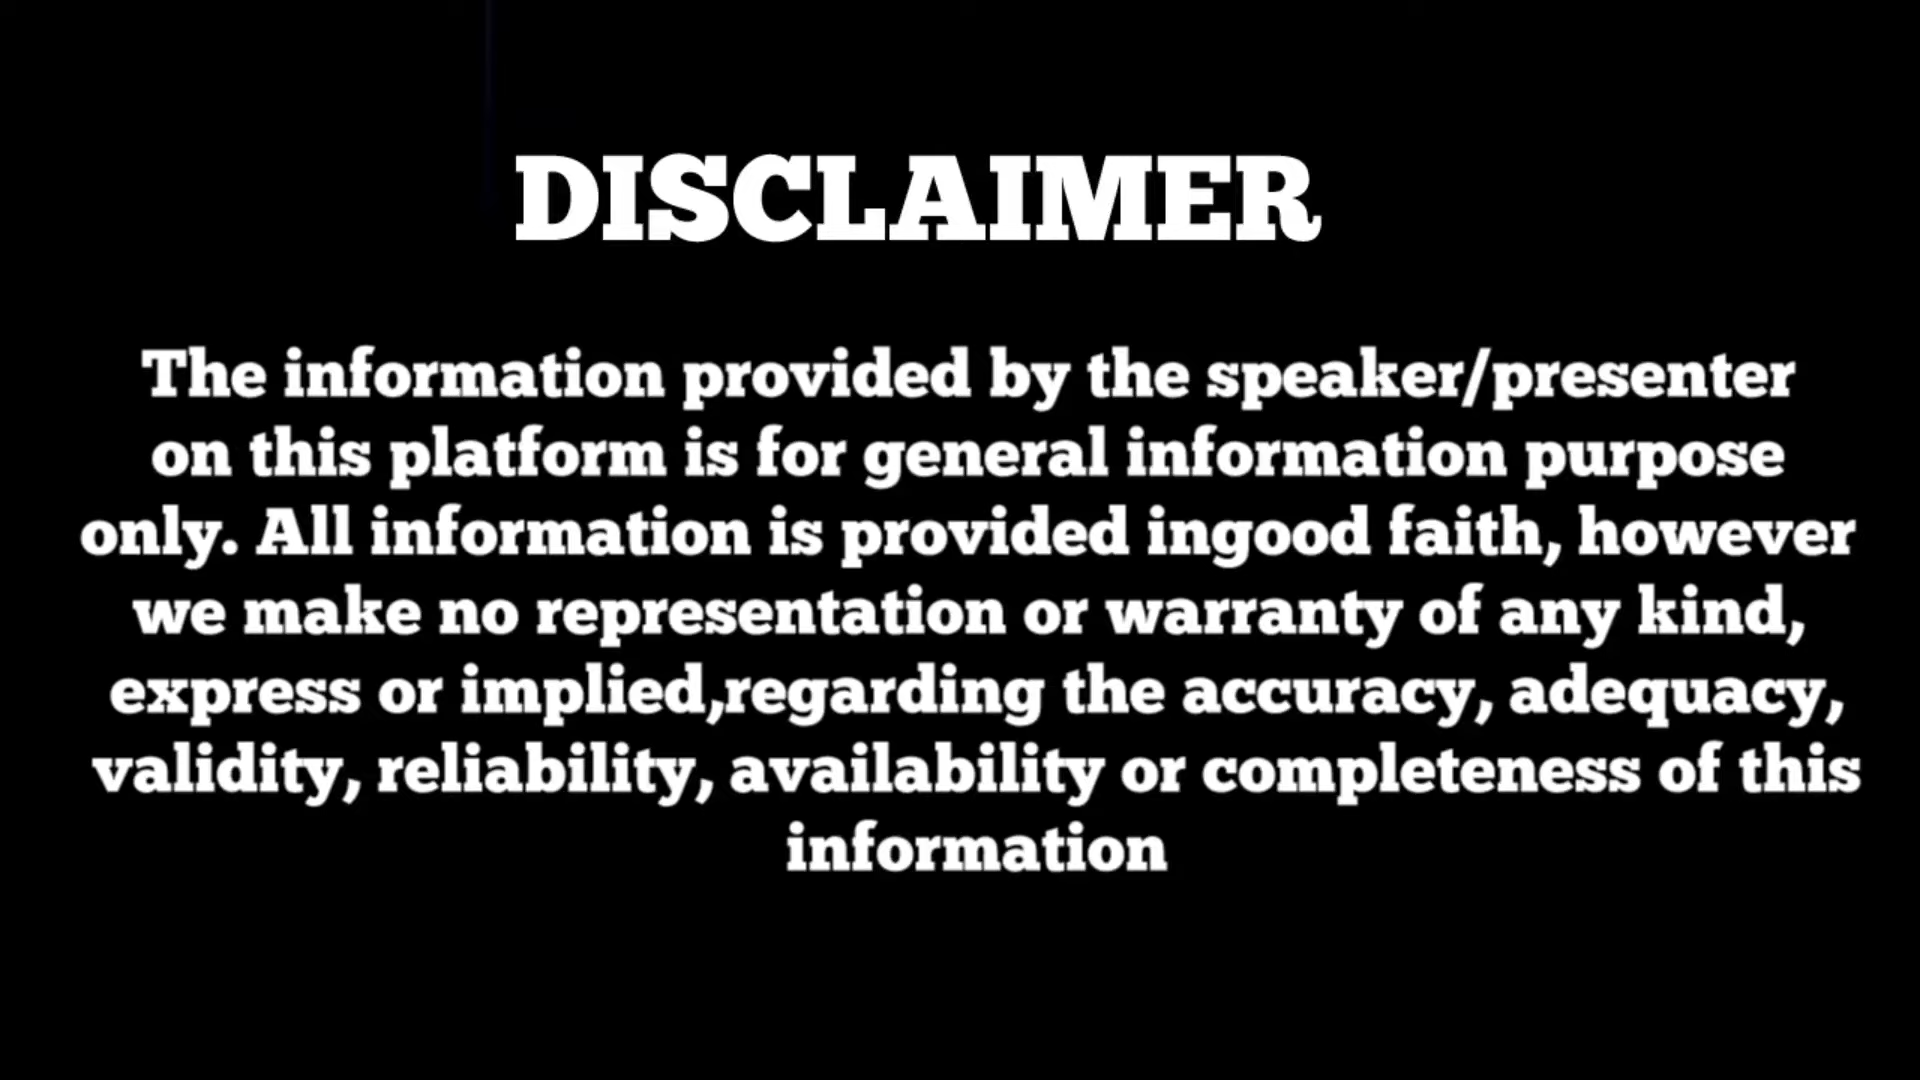 DISCLAIMER
The information provided by the speaker/presenter
on this platform is for general information purpose
only. All information is provided ingood faith, however
we make no representation or warranty of any kind,
express or implied,regarding the accuracy, adequacy,
validity, reliability, availability or completeness of this
information